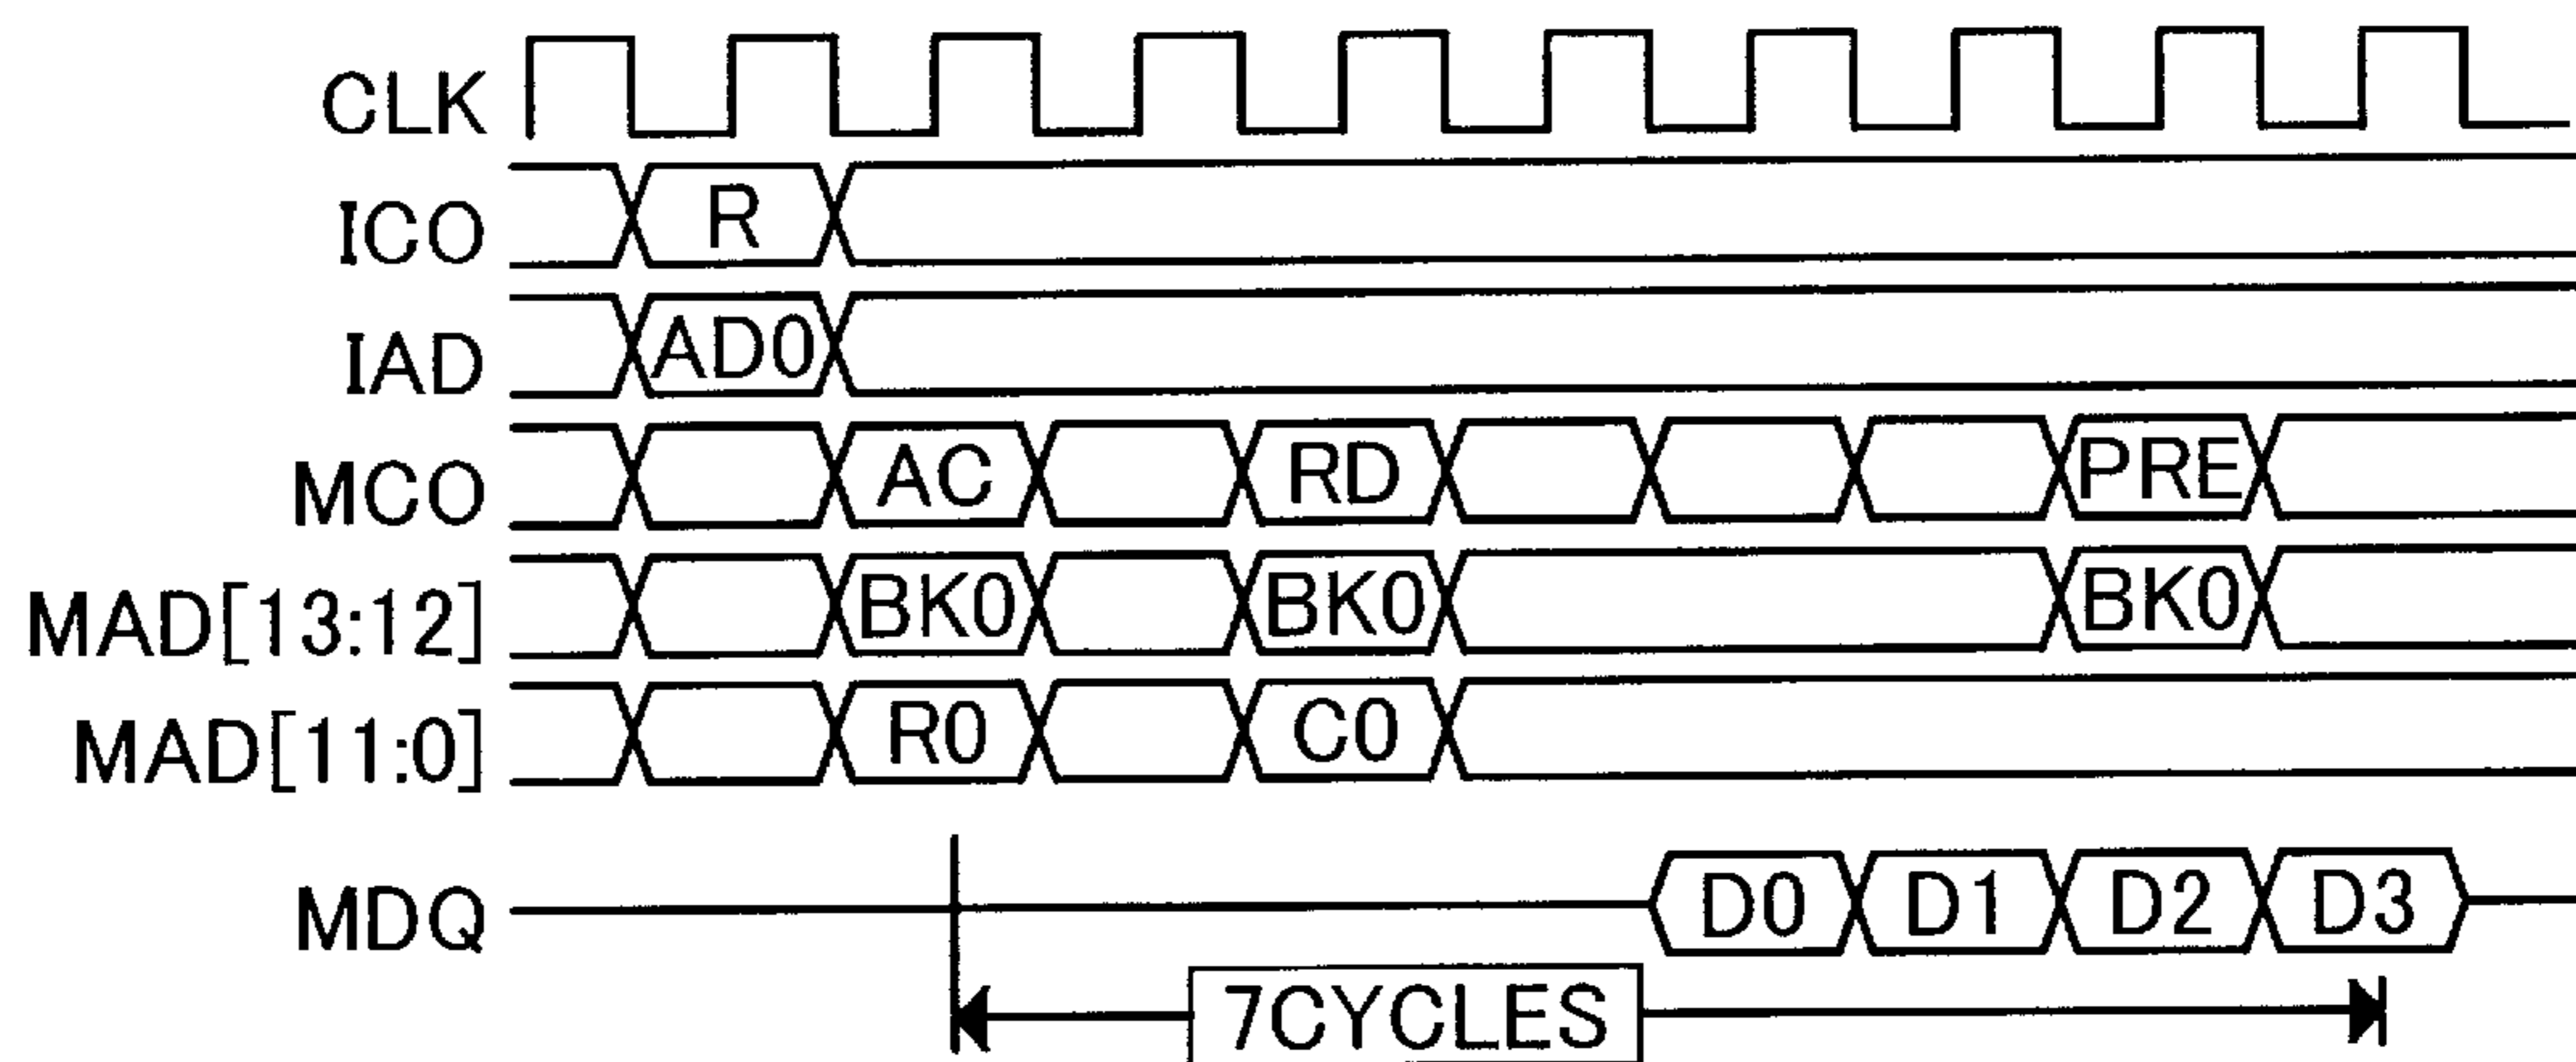 CLK
ICO R
IAD AD0
MCO AC RD PRE
MAD[13:12] BK0 BK0 BK0
MAD[11:0] R0 C0
MDQ D0 D1 D2 D3
7CYCLES